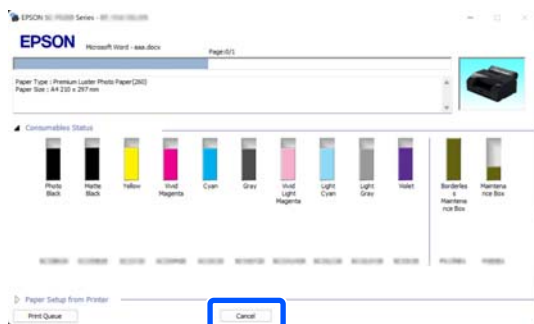 EPSON Series -
EPSON Microsoft Word - aaa.docx Page:0/1
Paper Type : Premium Luster Photo Paper(260)
Paper Size : A4 210 x 297 mm
Consumables Status
Photo Black
Matte Black
Yellow
Vivid Magenta
Cyan
Gray
Vivid Light Magenta
Light Cyan
Light Gray
Violet
Borderles s Maintena nce Box
Maintena nce Box
Paper Setup from Printer
Print Queue Cancel